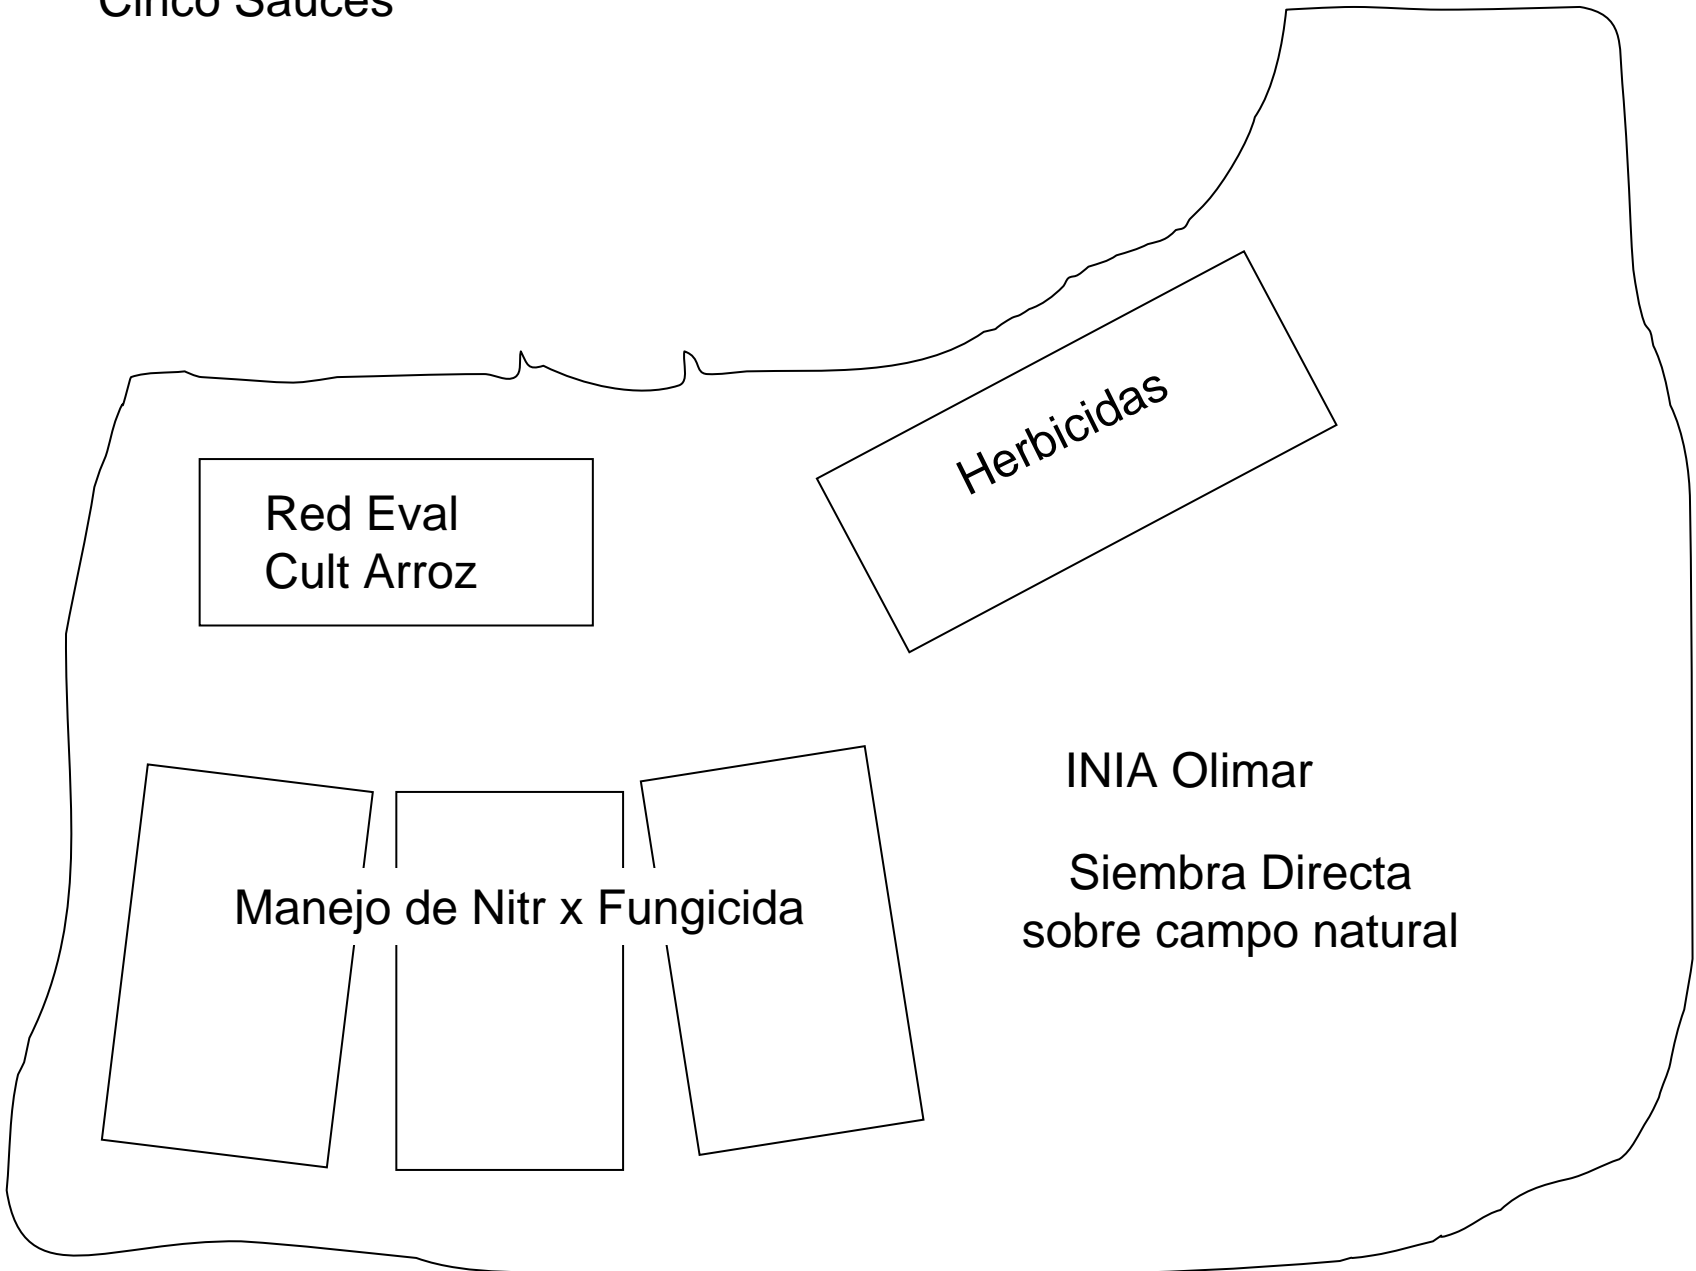 Cinco Sauces
Herbicidas
Red Eval
Cult Arroz
INIA Olimar
Siembra Directa
sobre campo natural
Manejo de Nitr x Fungicida